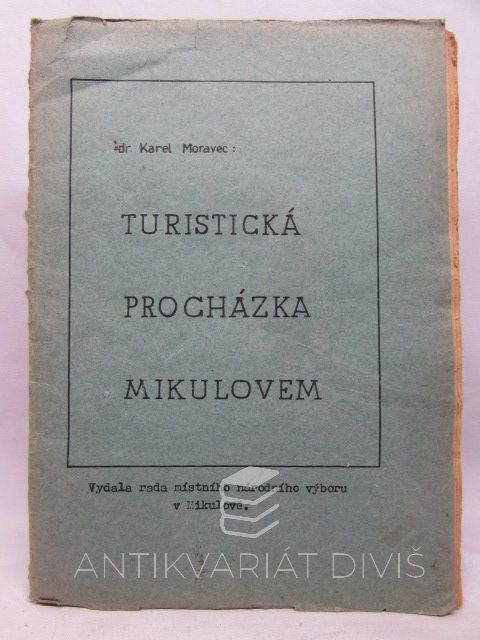 dr. Karel Moravec:
TURISTICKÁ
PROCHÁZKA
MIKULOVEM
Vydala rada místního národního výboru
v Mikulově.
ANTIKVARIÁT DIVIŠ